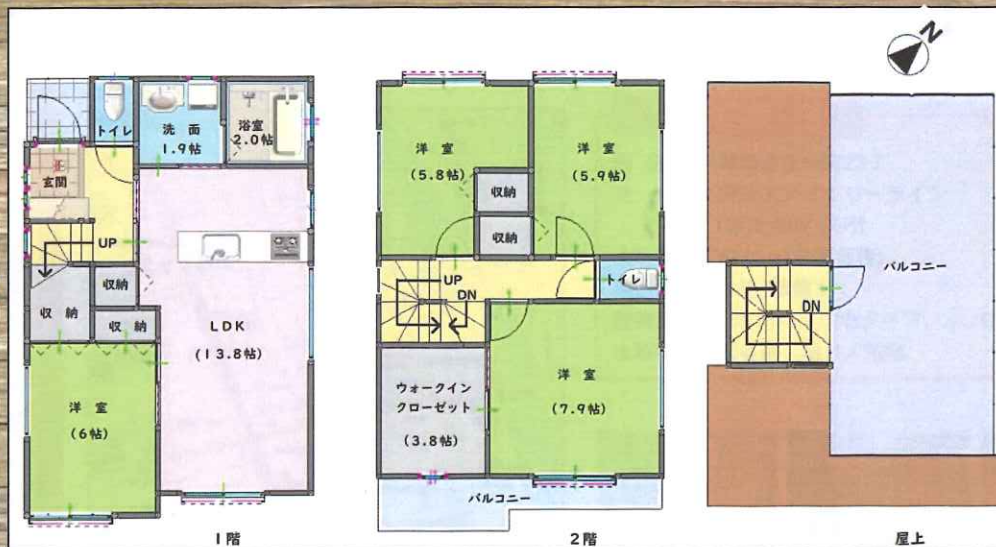 N
トイレ
洗面
1.9帖
浴室
2.0帖
玄関
UP
収納
収納
収納
LDK
(13.8帖)
洋室
(6帖)
1階
洋室
(5.8帖)
洋室
(5.9帖)
収納
収納
UP
DN
トイレ
ウォークイン
クローゼット
(3.8帖)
洋室
(7.9帖)
バルコニー
2階
バルコニー
DN
屋上